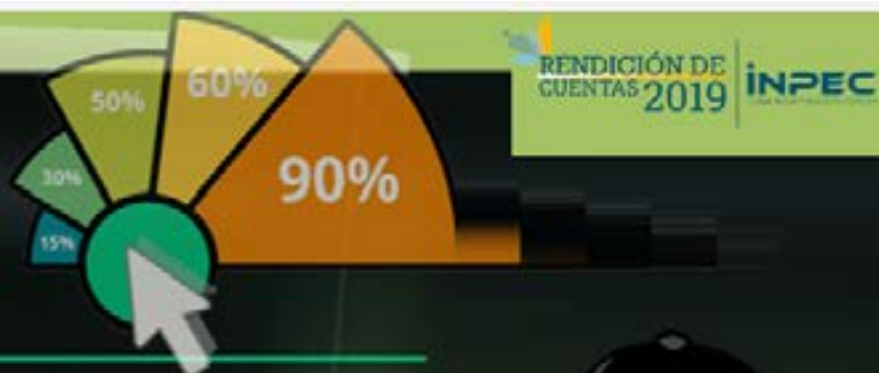 15%
30%
50%
60%
90%
RENDICIÓN DE
CUENTAS 2019
INPEC